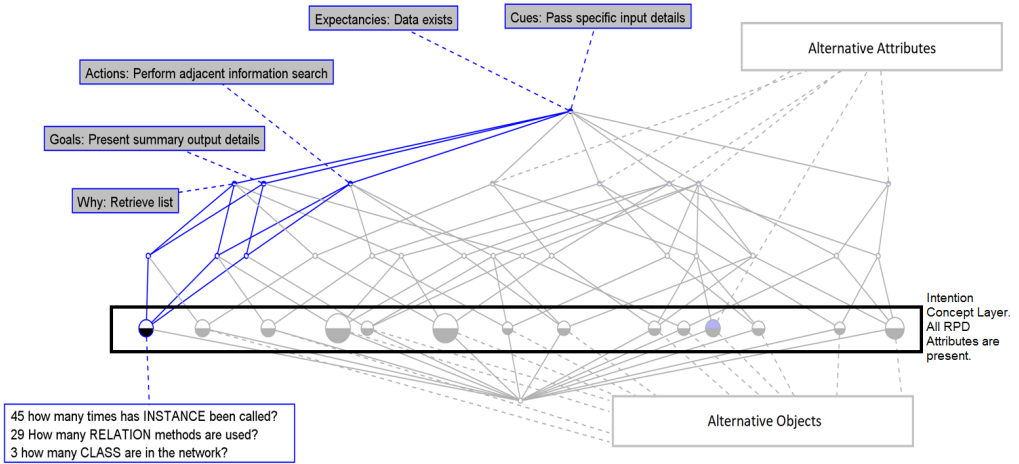 Expectancies: Data exists
Cues: Pass specific input details
Alternative Attributes
Actions: Perform adjacent information search
Goals: Present summary output details
Why: Retrieve list
Intention
Concept Layer.
All RPD
Attributes are
present.
45 how many times has INSTANCE been called?
29 How many RELATION methods are used?
3 how many CLASS are in the network?
Alternative Objects